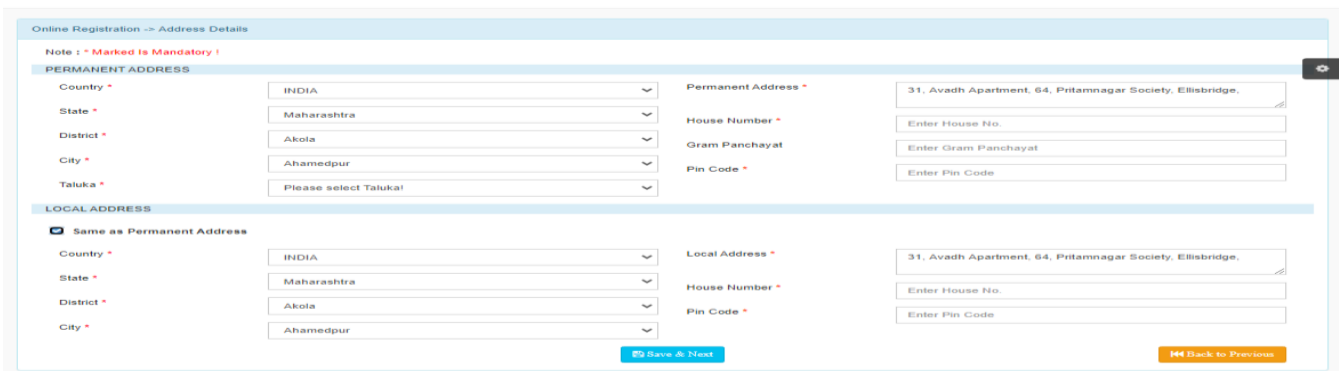 Online Registration -> Address Details
Note : * Marked Is Mandatory !
PERMANENT ADDRESS
Country * INDIA Permanent Address * 31, Avadh Apartment, 64, Pritamnagar Society, Ellisbridge,
State * Maharashtra House Number * Enter House No.
District * Akola Gram Panchayat Enter Gram Panchayat
City * Ahamedpur Pin Code * Enter Pin Code
Taluka * Please select Taluka!
LOCAL ADDRESS
Same as Permanent Address
Country * INDIA Local Address * 31, Avadh Apartment, 64, Pritamnagar Society, Ellisbridge,
State * Maharashtra House Number * Enter House No.
District * Akola Pin Code * Enter Pin Code
City * Ahamedpur
Save & Next Back to Previous